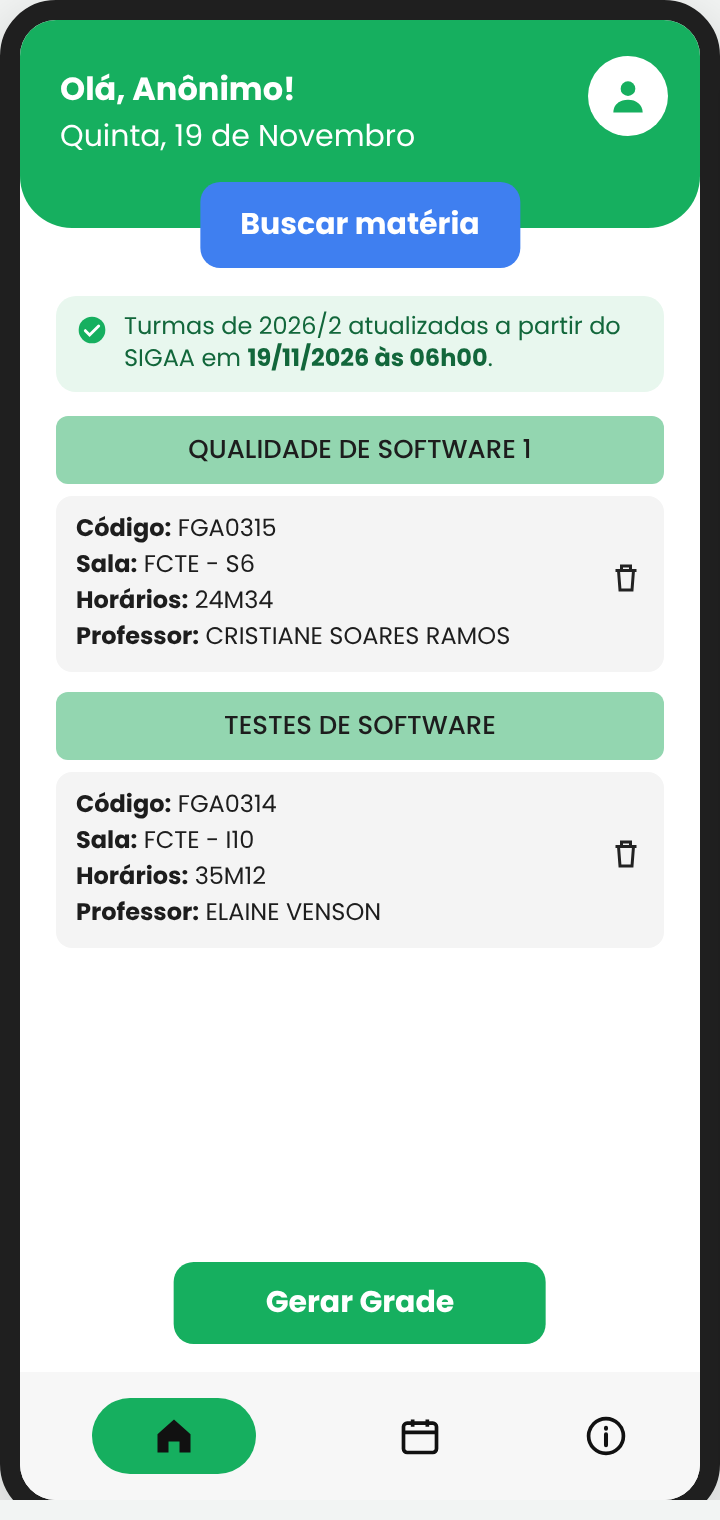 Olá, Anônimo!
Quinta, 19 de Novembro
Buscar matéria
Turmas de 2026/2 atualizadas a partir do
SIGAA em 19/11/2026 às 06h00.
QUALIDADE DE SOFTWARE 1
Código: FGA0315
Sala: FCTE - S6
Horários: 24M34
Professor: CRISTIANE SOARES RAMOS
TESTES DE SOFTWARE
Código: FGA0314
Sala: FCTE - I10
Horários: 35M12
Professor: ELAINE VENSON
Gerar Grade